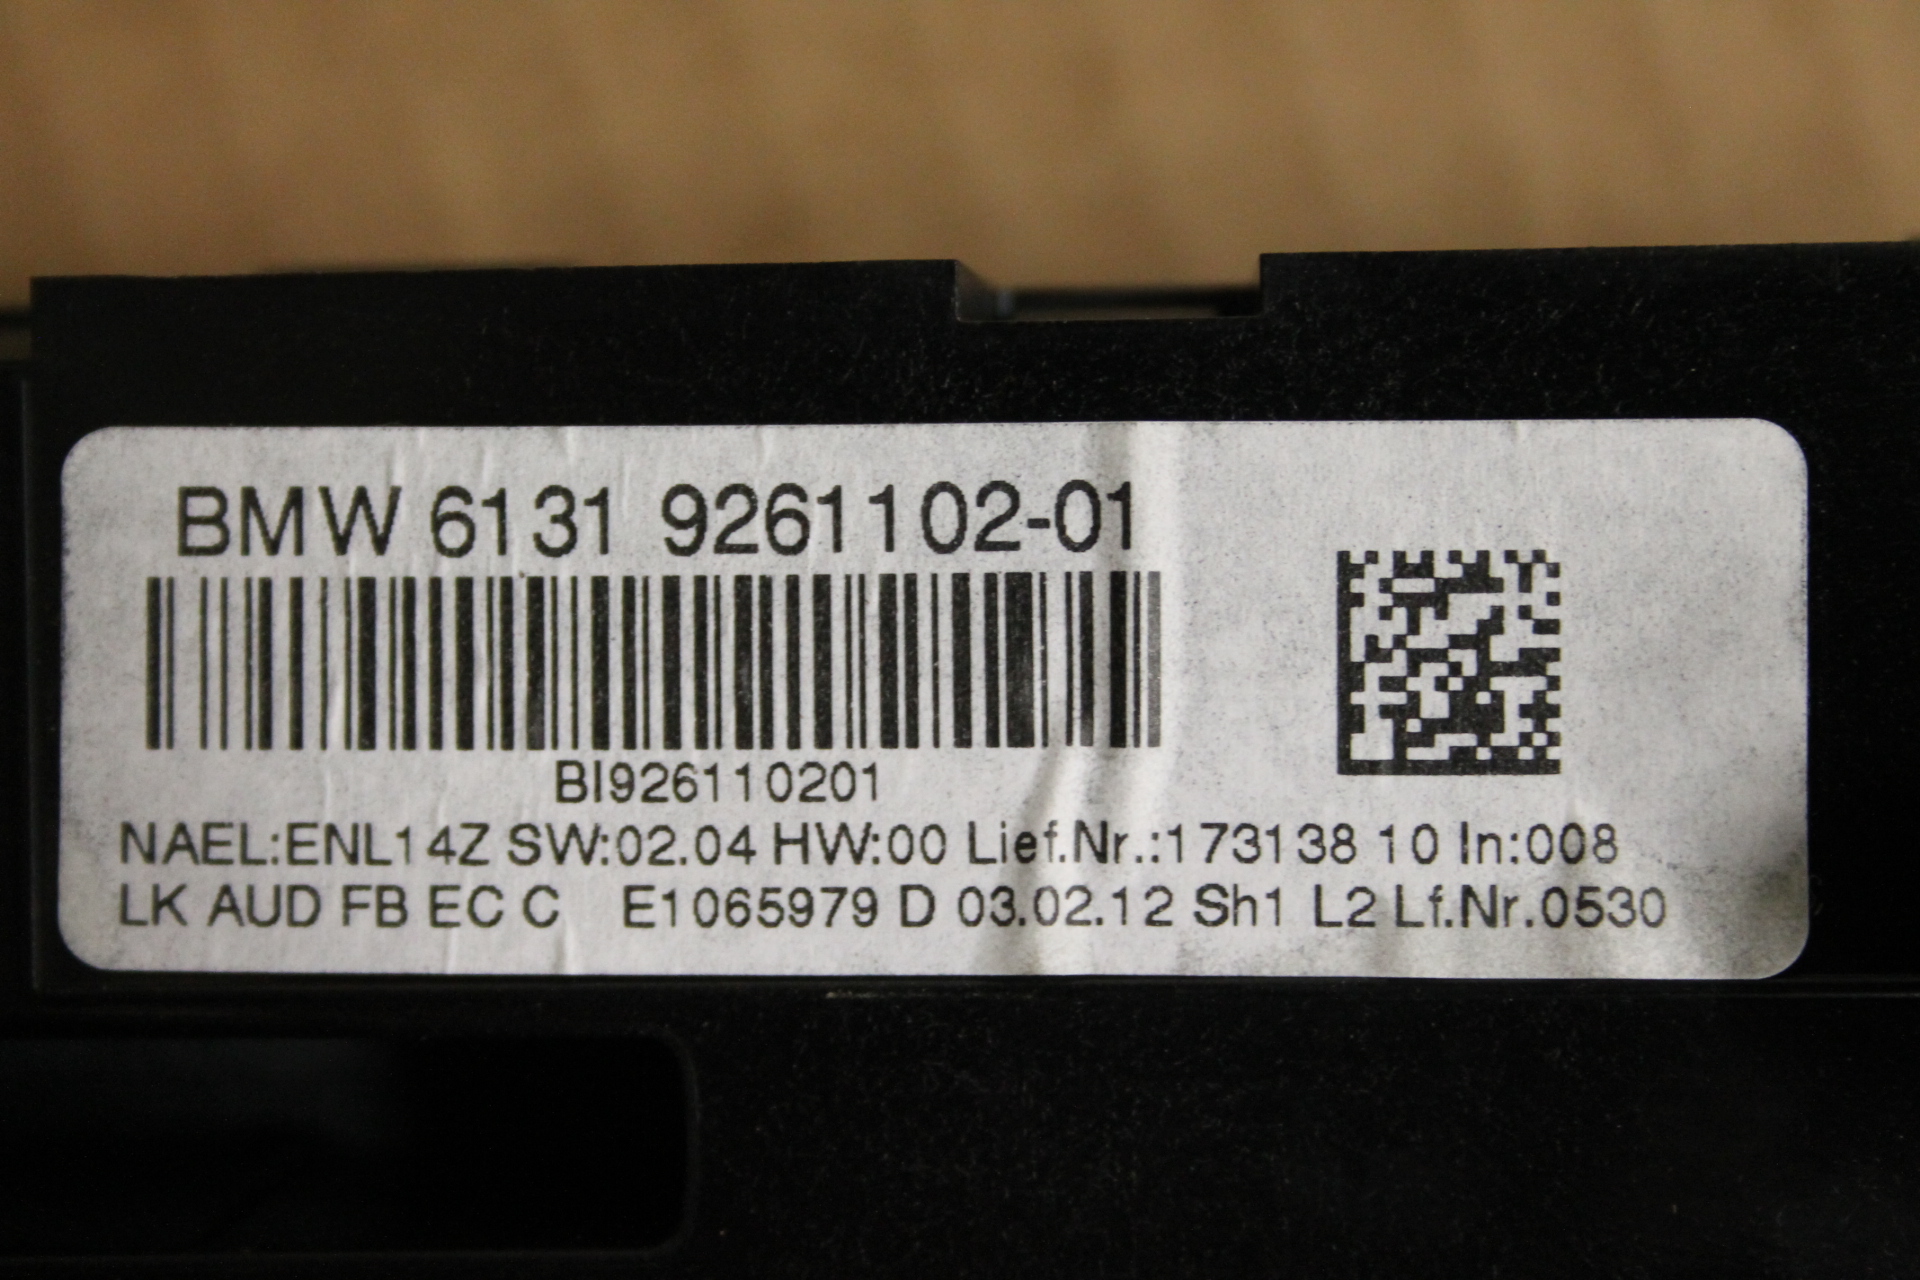 BMW 6131 9261102-01
BI926110201
NAEL:ENL14Z SW:02.04 HW:00 Lief.Nr.:173138 10 In:008
LK AUD FB EC C E1065979 D 03.02.12 Sh1 L2 Lf.Nr.0530